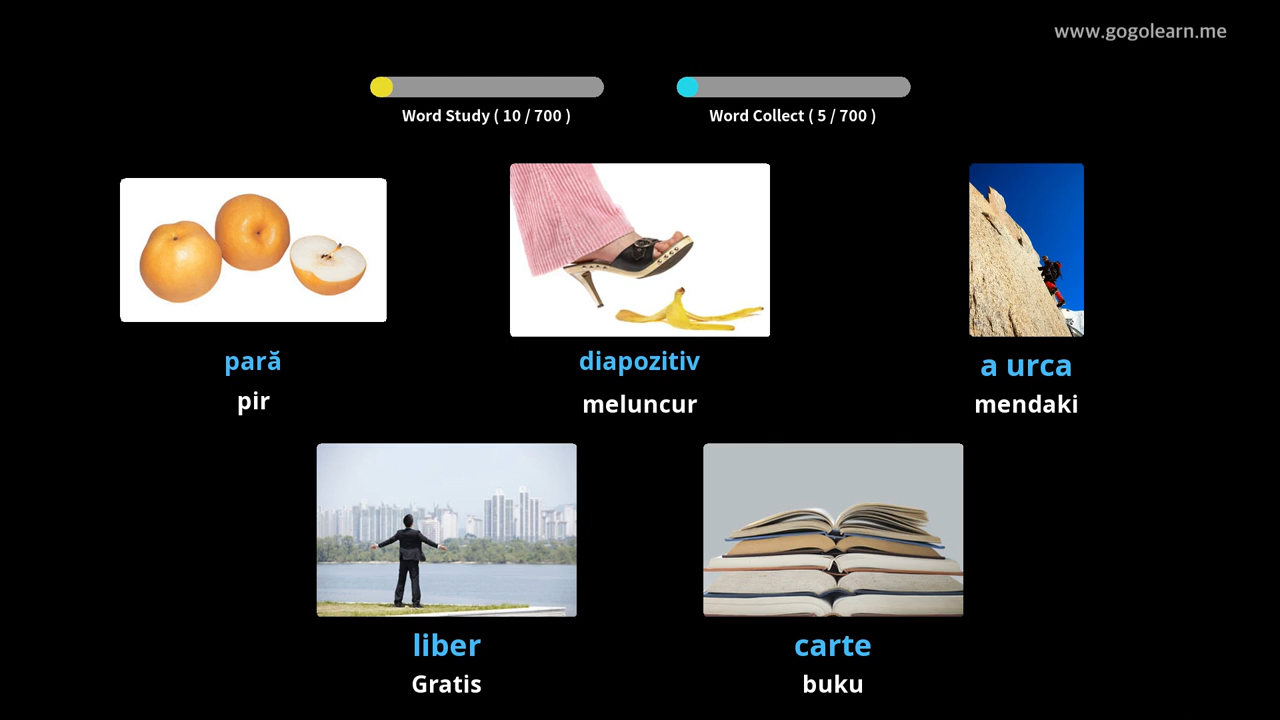 www.gogolearn.me
Word Study ( 10 / 700 )
Word Collect ( 5 / 700 )
pară
pir
diapozitiv
meluncur
a urca
mendaki
liber
Gratis
carte
buku